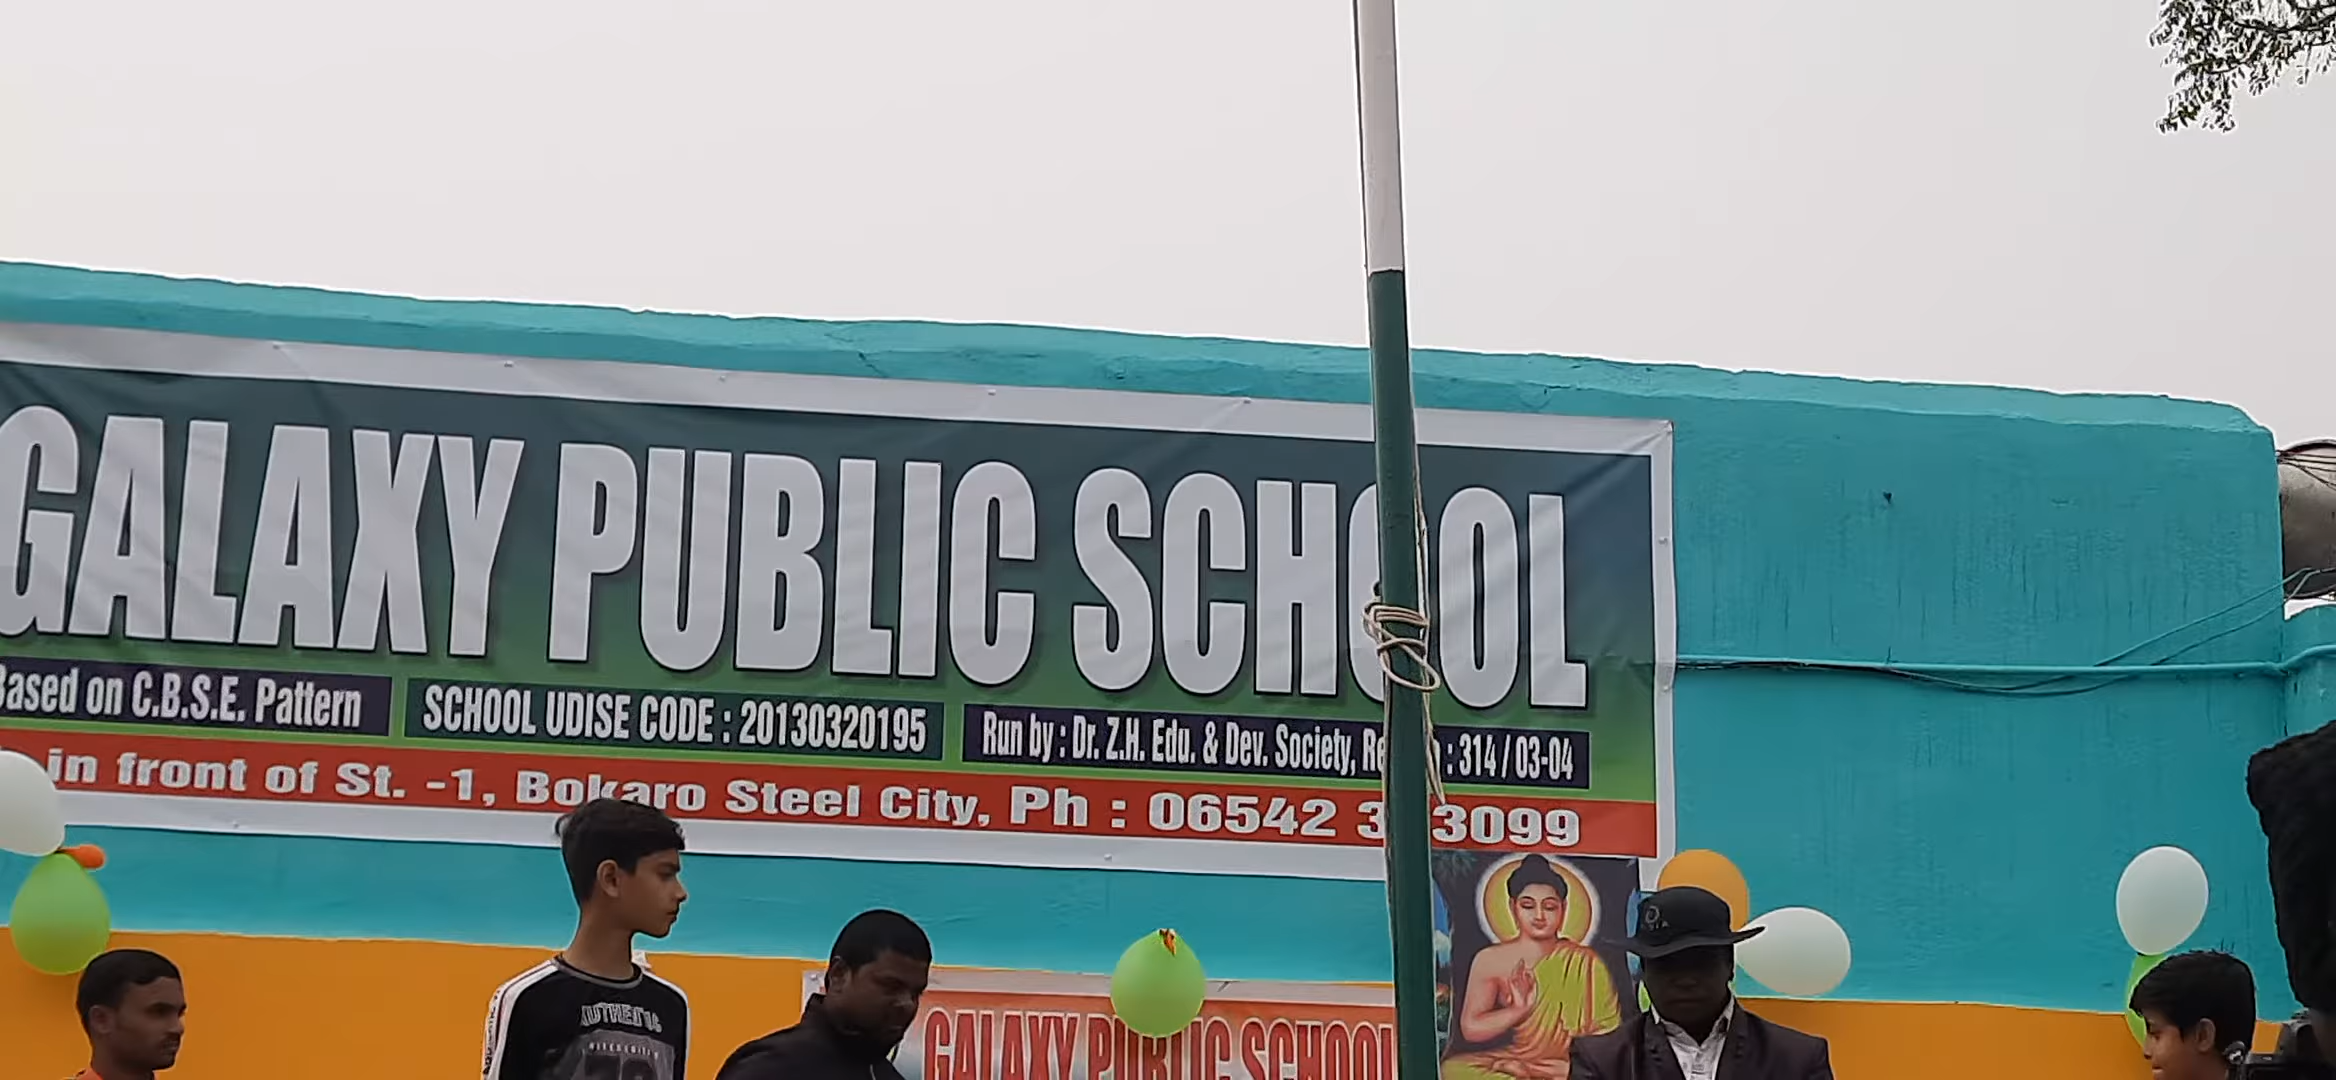 GALAXY PUBLIC SCHOOL
Based on C.B.S.E. Pattern
SCHOOL UDISE CODE : 20130320195
Run by : Dr. Z.H. Edu. & Dev. Society, : 314 / 03-04
in front of St. -1, Bokaro Steel City, Ph : 06542
AUTHENTIC
GALAXY PUBLIC SCHOOL